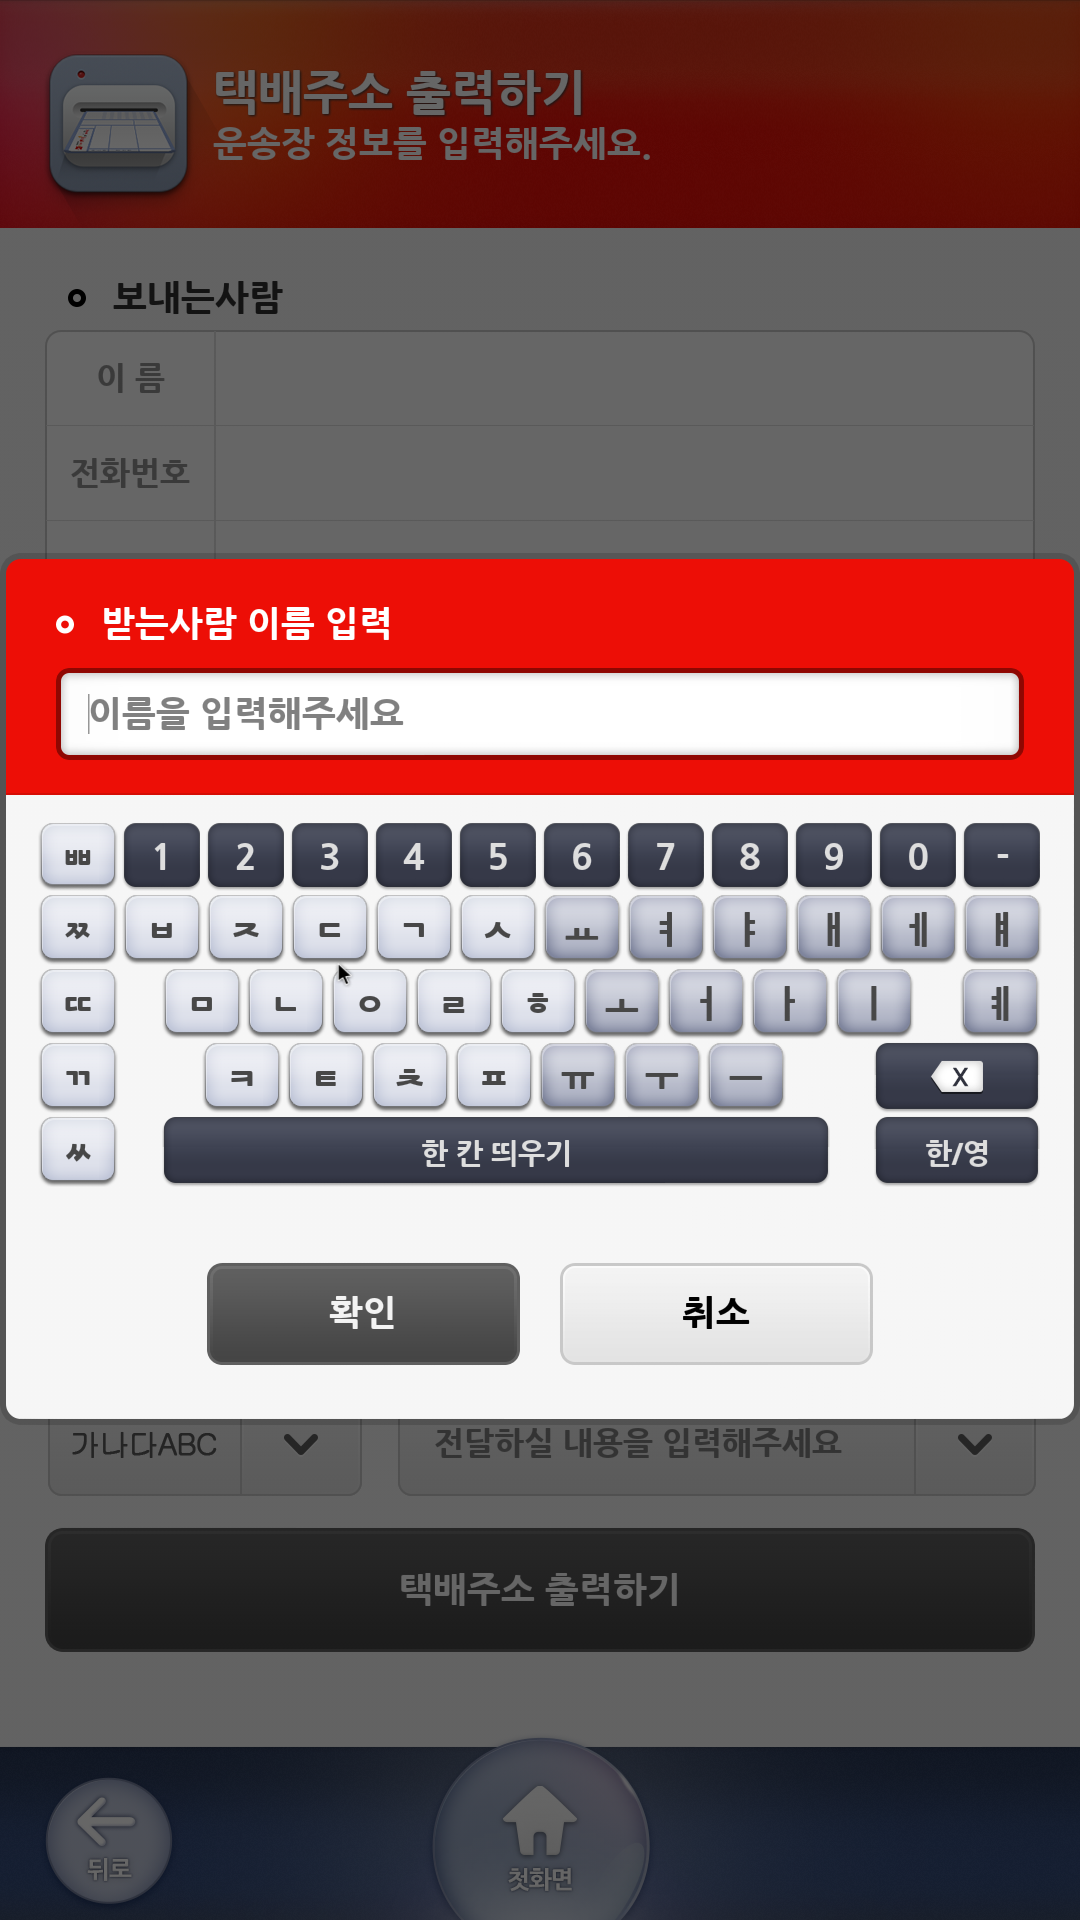 택배주소 출력하기
운송장 정보를 입력해주세요.
보내는사람
이 름
전화번호
받는사람 이름 입력
이름을 입력해주세요
ㅃ 1 2 3 4 5 6 7 8 9 0 -
ㅉ ㅂ ㅈ ㄷ ㄱ ㅅ ㅛ ㅕ ㅑ ㅐ ㅔ ㅒ
ㄸ ㅁ ㄴ ㅇ ㄹ ㅎ ㅗ ㅓ ㅏ ㅣ ㅖ
ㄲ ㅋ ㅌ ㅊ ㅍ ㅠ ㅜ ㅡ X
ㅆ 한 칸 띄우기 한/영
확인 취소
가나다ABC 전달하실 내용을 입력해주세요
택배주소 출력하기
뒤로 첫화면